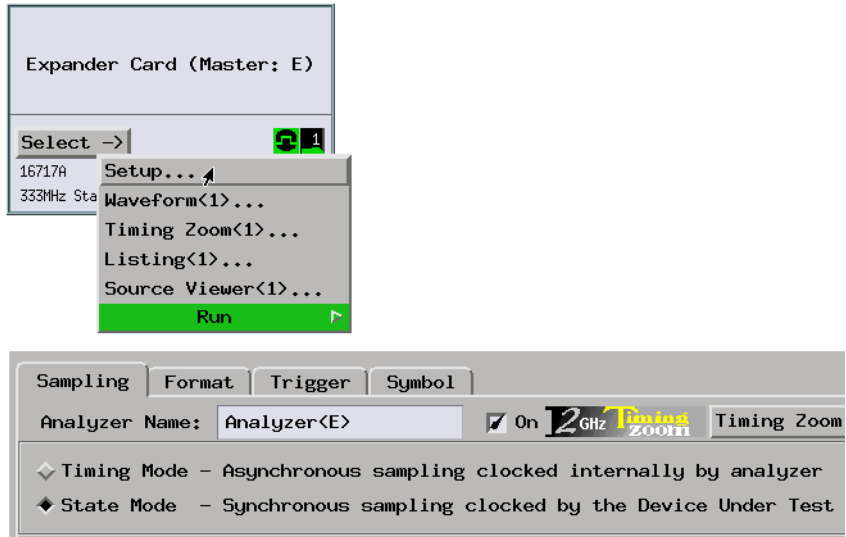 Expander Card (Master: E)
Select -> 1
16717A
333MHz Sta
Setup...
Waveform<1>...
Timing Zoom<1>...
Listing<1>...
Source Viewer<1>...
Run
Sampling Format Trigger Symbol
Analyzer Name: Analyzer<E> On 2GHz Timing zoom Timing Zoom
Timing Mode - Asynchronous sampling clocked internally by analyzer
State Mode - Synchronous sampling clocked by the Device Under Test